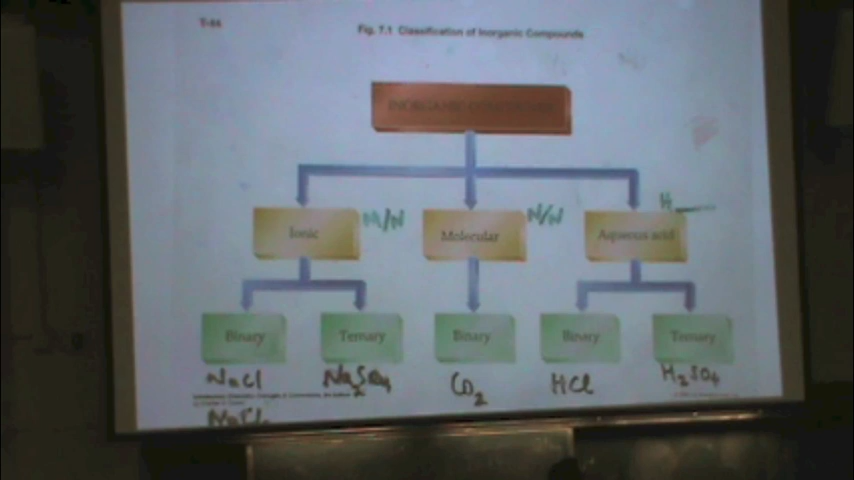 T-94
Fig. 7.1 Classification of Inorganic Compounds
INORGANIC COMPOUNDS
Ionic M/N Molecular N/N Aqueous acid H
Binary Ternary Binary Binary Ternary
NaCl Na2SO4 CO2 HCl H2SO4